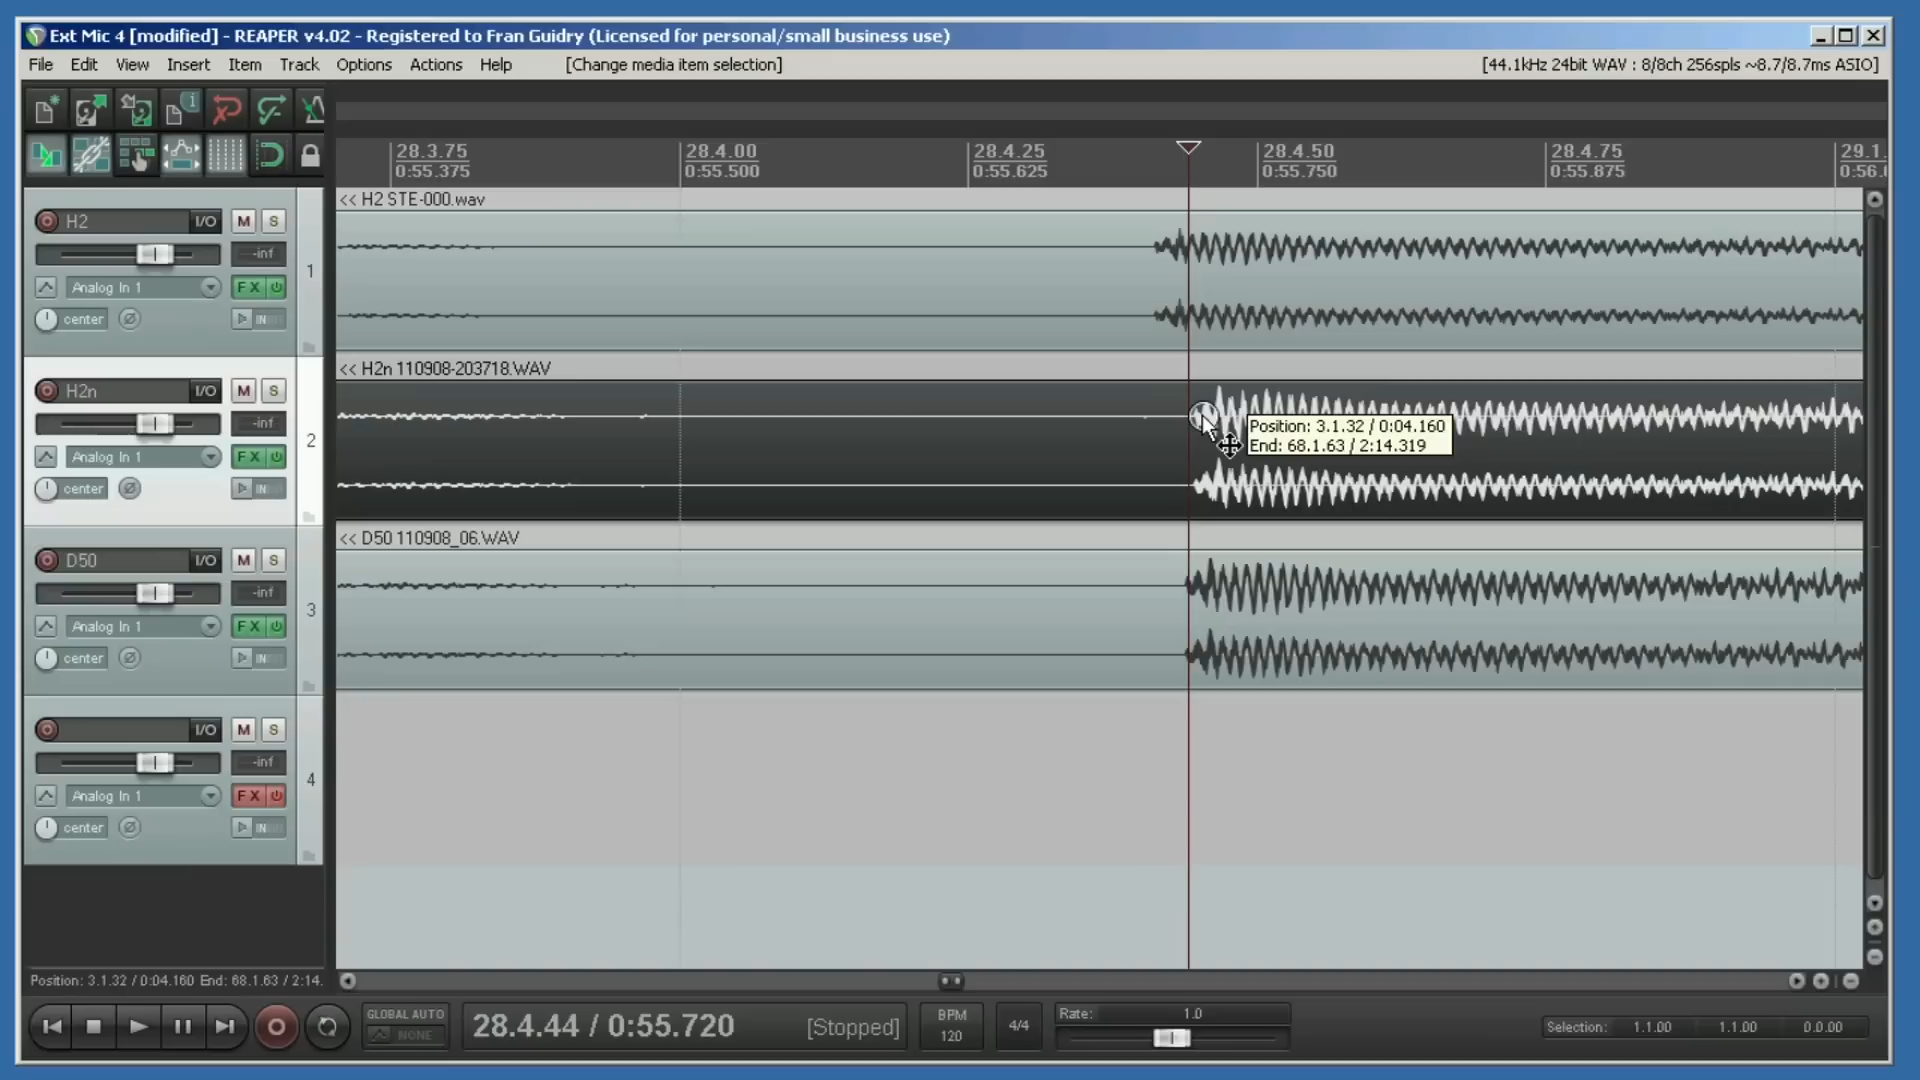 Ext Mic 4 [modified] - REAPER v4.02 - Registered to Fran Guidry (Licensed for personal/small business use)
File Edit View Insert Item Track Options Actions Help [Change media item selection] [44.1kHz 24bit WAV : 8/8ch 256spls ~8.7/8.7ms ASIO]
28.3.75 28.4.00 28.4.25 28.4.50 28.4.75 29.1.
0:55.375 0:55.500 0:55.625 0:55.750 0:55.875 0:56.
<< H2 STE-000.wav
H2 I/O M S
-inf
1
Analog In 1 FX
center IN
<< H2n 110908-203718.WAV
H2n I/O M S
-inf
2
Analog In 1 FX
center IN
Position: 3.1.32 / 0:04.160
End: 68.1.63 / 2:14.319
<< D50 110908_06.WAV
D50 I/O M S
-inf
3
Analog In 1 FX
center IN
I/O M S
-inf
4
Analog In 1 FX
center IN
Position: 3.1.32 / 0:04.160 End: 68.1.63 / 2:14.
GLOBAL AUTO
NONE
28.4.44 / 0:55.720 [Stopped]
BPM
120
4/4
Rate: 1.0
Selection: 1.1.00 1.1.00 0.0.00